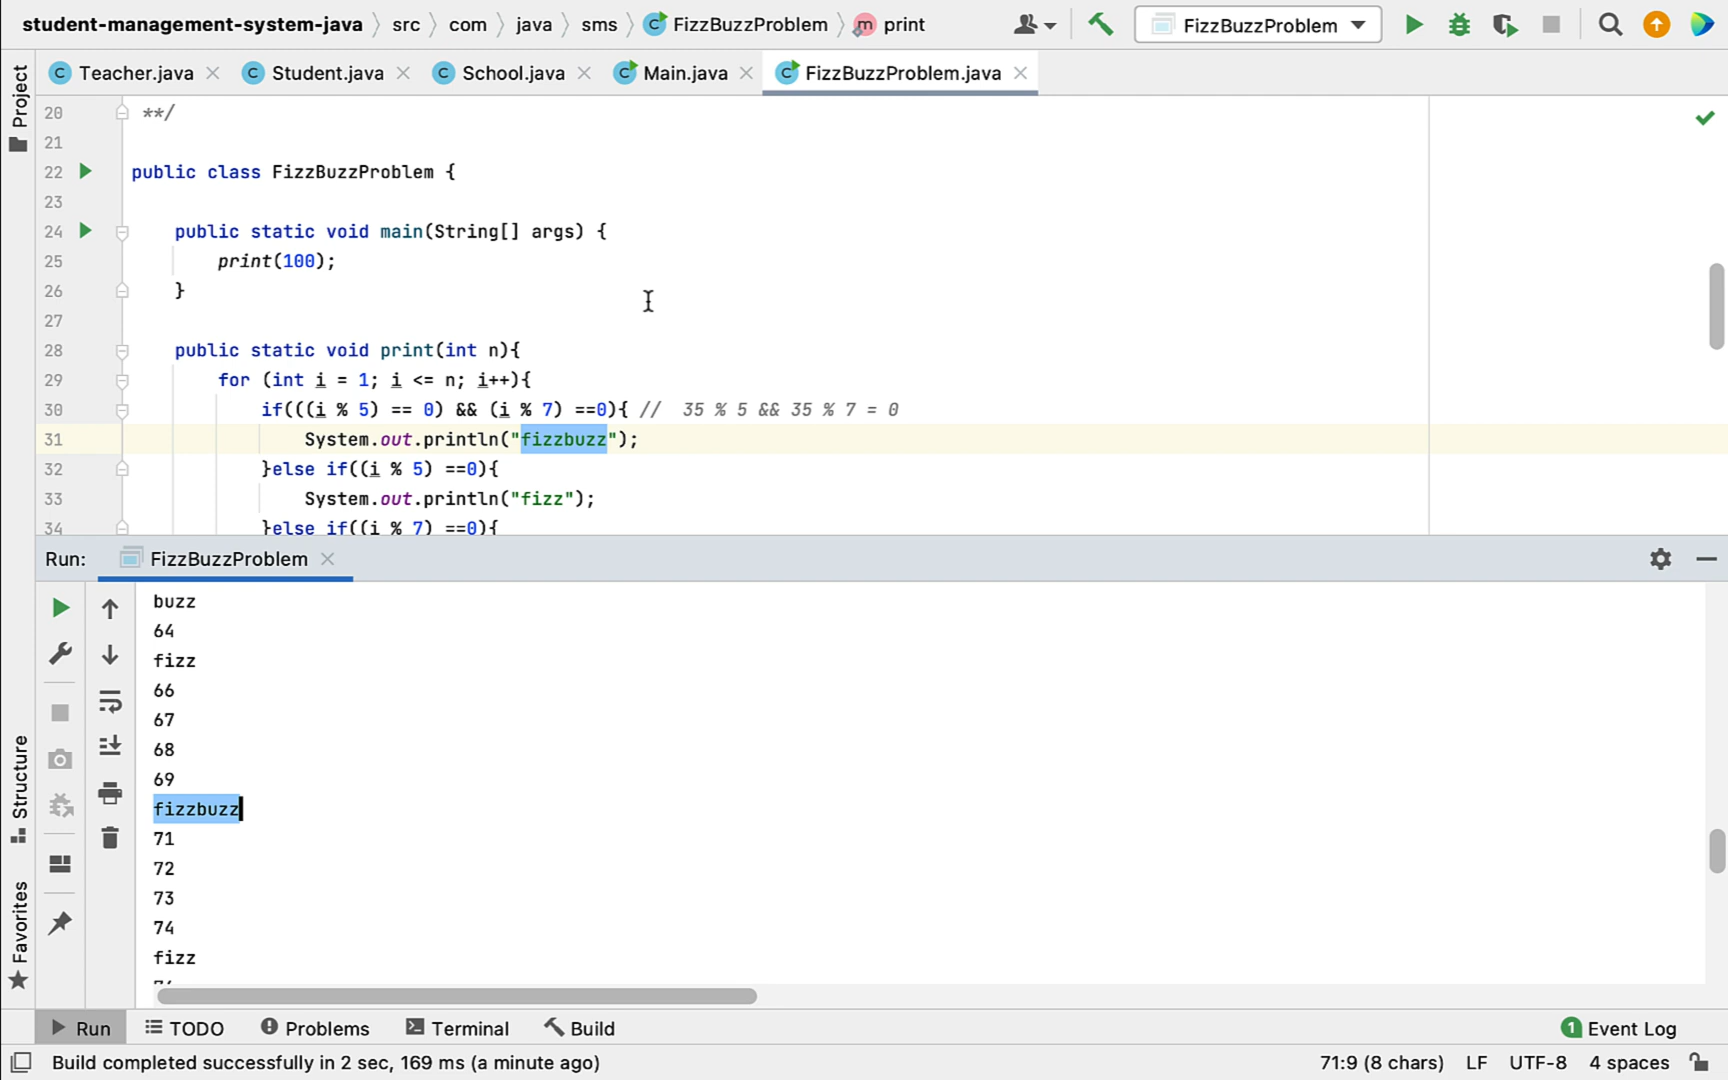 student-management-system-java src com java sms FizzBuzzProblem print FizzBuzzProblem
Teacher.java Student.java School.java Main.java FizzBuzzProblem.java
Project
20 **/
21
22 public class FizzBuzzProblem {
23
24 public static void main(String[] args) {
25 print(100);
26 }
27
28 public static void print(int n){
29 for (int i = 1; i <= n; i++){
30 if(((i % 5) == 0) && (i % 7) ==0){ // 35 % 5 && 35 % 7 = 0
31 System.out.println("fizzbuzz");
32 }else if((i % 5) ==0){
33 System.out.println("fizz");
34 }else if((i % 7) ==0){
Run: FizzBuzzProblem
buzz
64
fizz
66
67
68
69
fizzbuzz
71
72
73
74
fizz
Structure
Favorites
Run TODO Problems Terminal Build 1 Event Log
Build completed successfully in 2 sec, 169 ms (a minute ago) 71:9 (8 chars) LF UTF-8 4 spaces